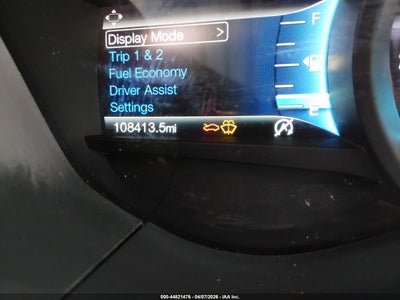 Display Mode >
F
Trip 1 & 2
Fuel Economy
Driver Assist
Settings
E
108413.5mi
000-44821476 - 04/07/2026 - IAA Inc.